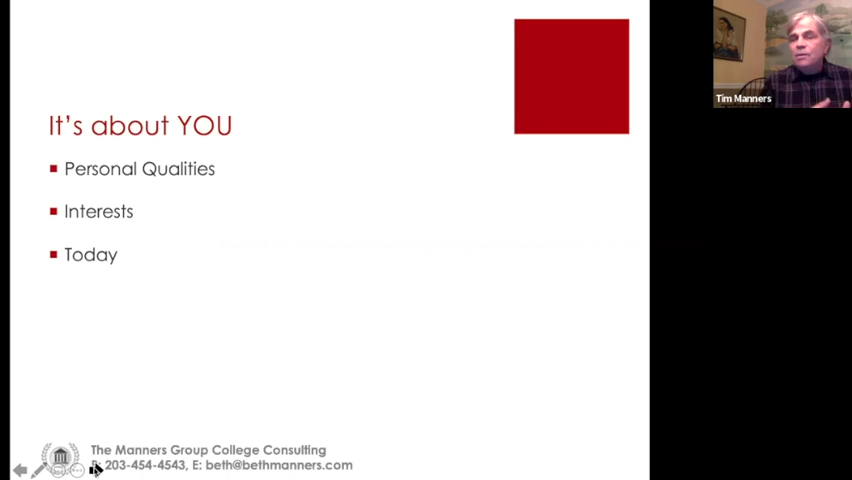 Tim Manners
It's about YOU
Personal Qualities
Interests
Today
The Manners Group College Consulting
203-454-4543, E: beth@bethmanners.com